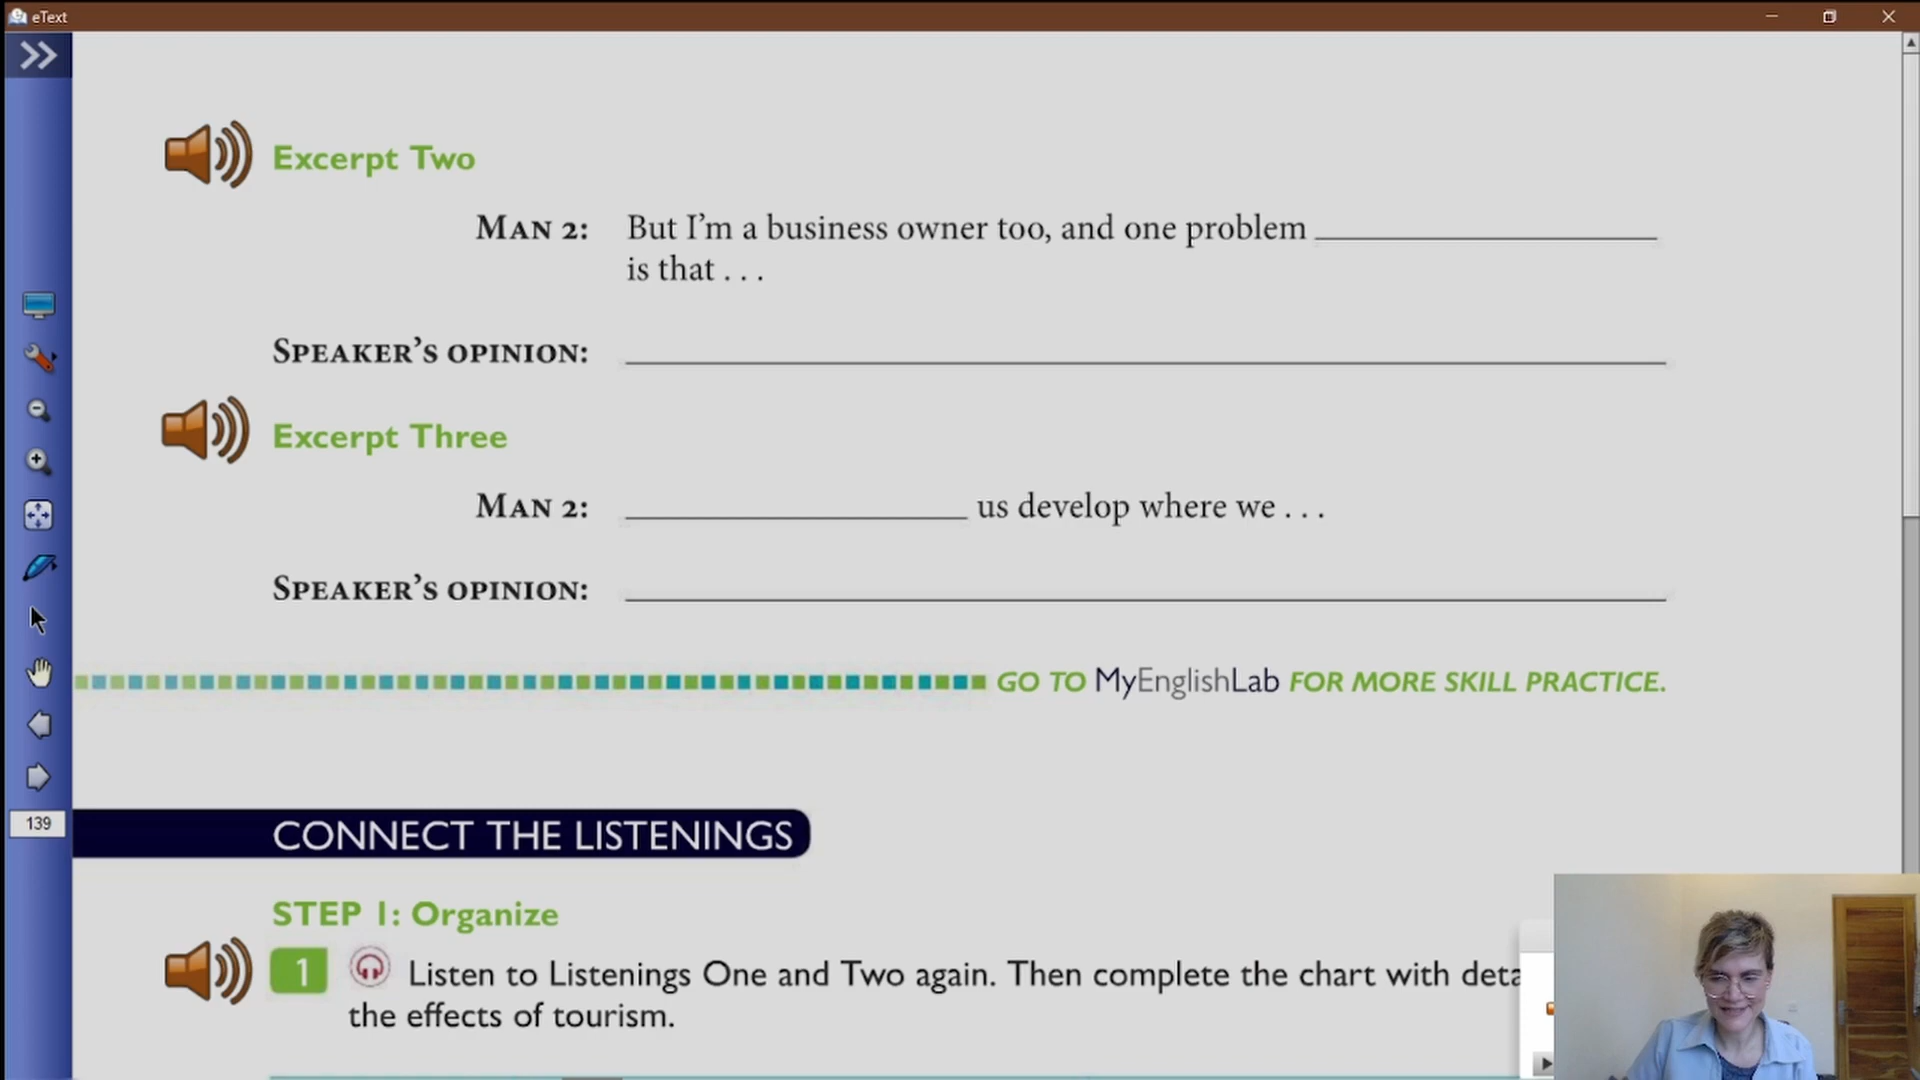 eText
Excerpt Two
MAN 2: But I'm a business owner too, and one problem
is that . . .
SPEAKER'S OPINION:
Excerpt Three
MAN 2: us develop where we . . .
SPEAKER'S OPINION:
GO TO MyEnglishLab FOR MORE SKILL PRACTICE.
139
CONNECT THE LISTENINGS
STEP 1: Organize
1 Listen to Listenings One and Two again. Then complete the chart with deta
the effects of tourism.